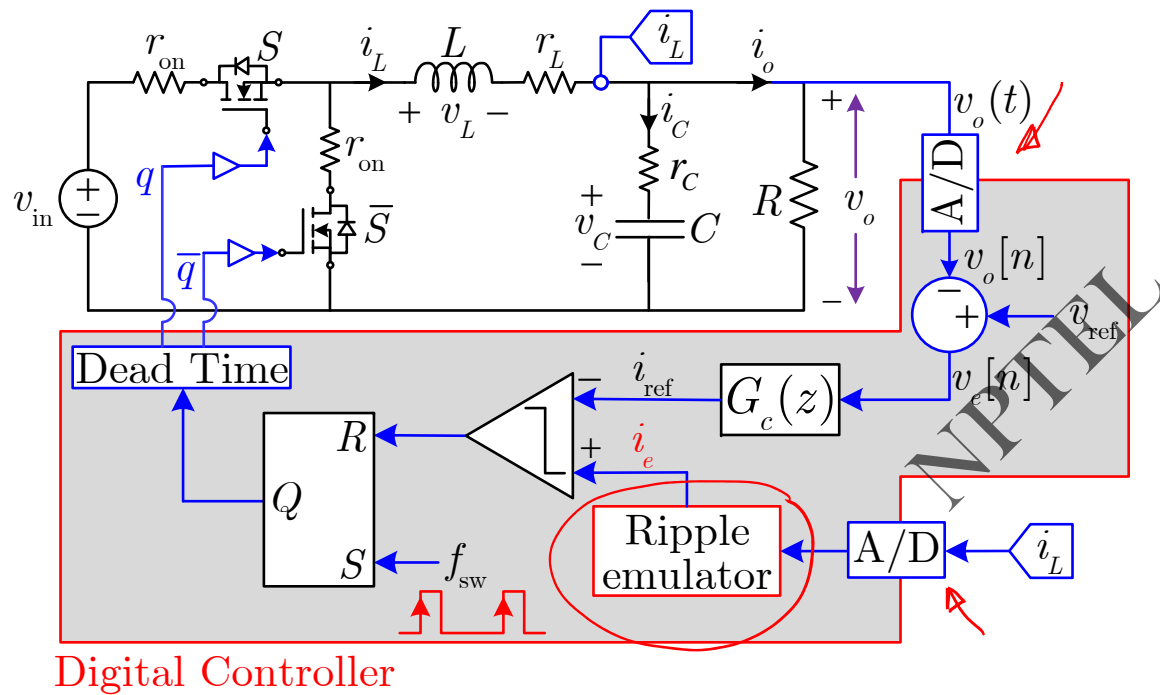 r_on
S
i_L
L
r_L
i_L
i_o
+ v_L −
i_C
+
v_o(t)
q
r_on
r_C
A/D
v_in
+
−
S̅
+
v_C
−
C
R
v_o
q̅
−
v_o[n]
−
+
v_ref
Dead Time
i_ref
−
G_c(z)
v_e[n]
NPTEL
R
+
i_e
Q
Ripple
emulator
A/D
i_L
S
f_sw
Digital Controller